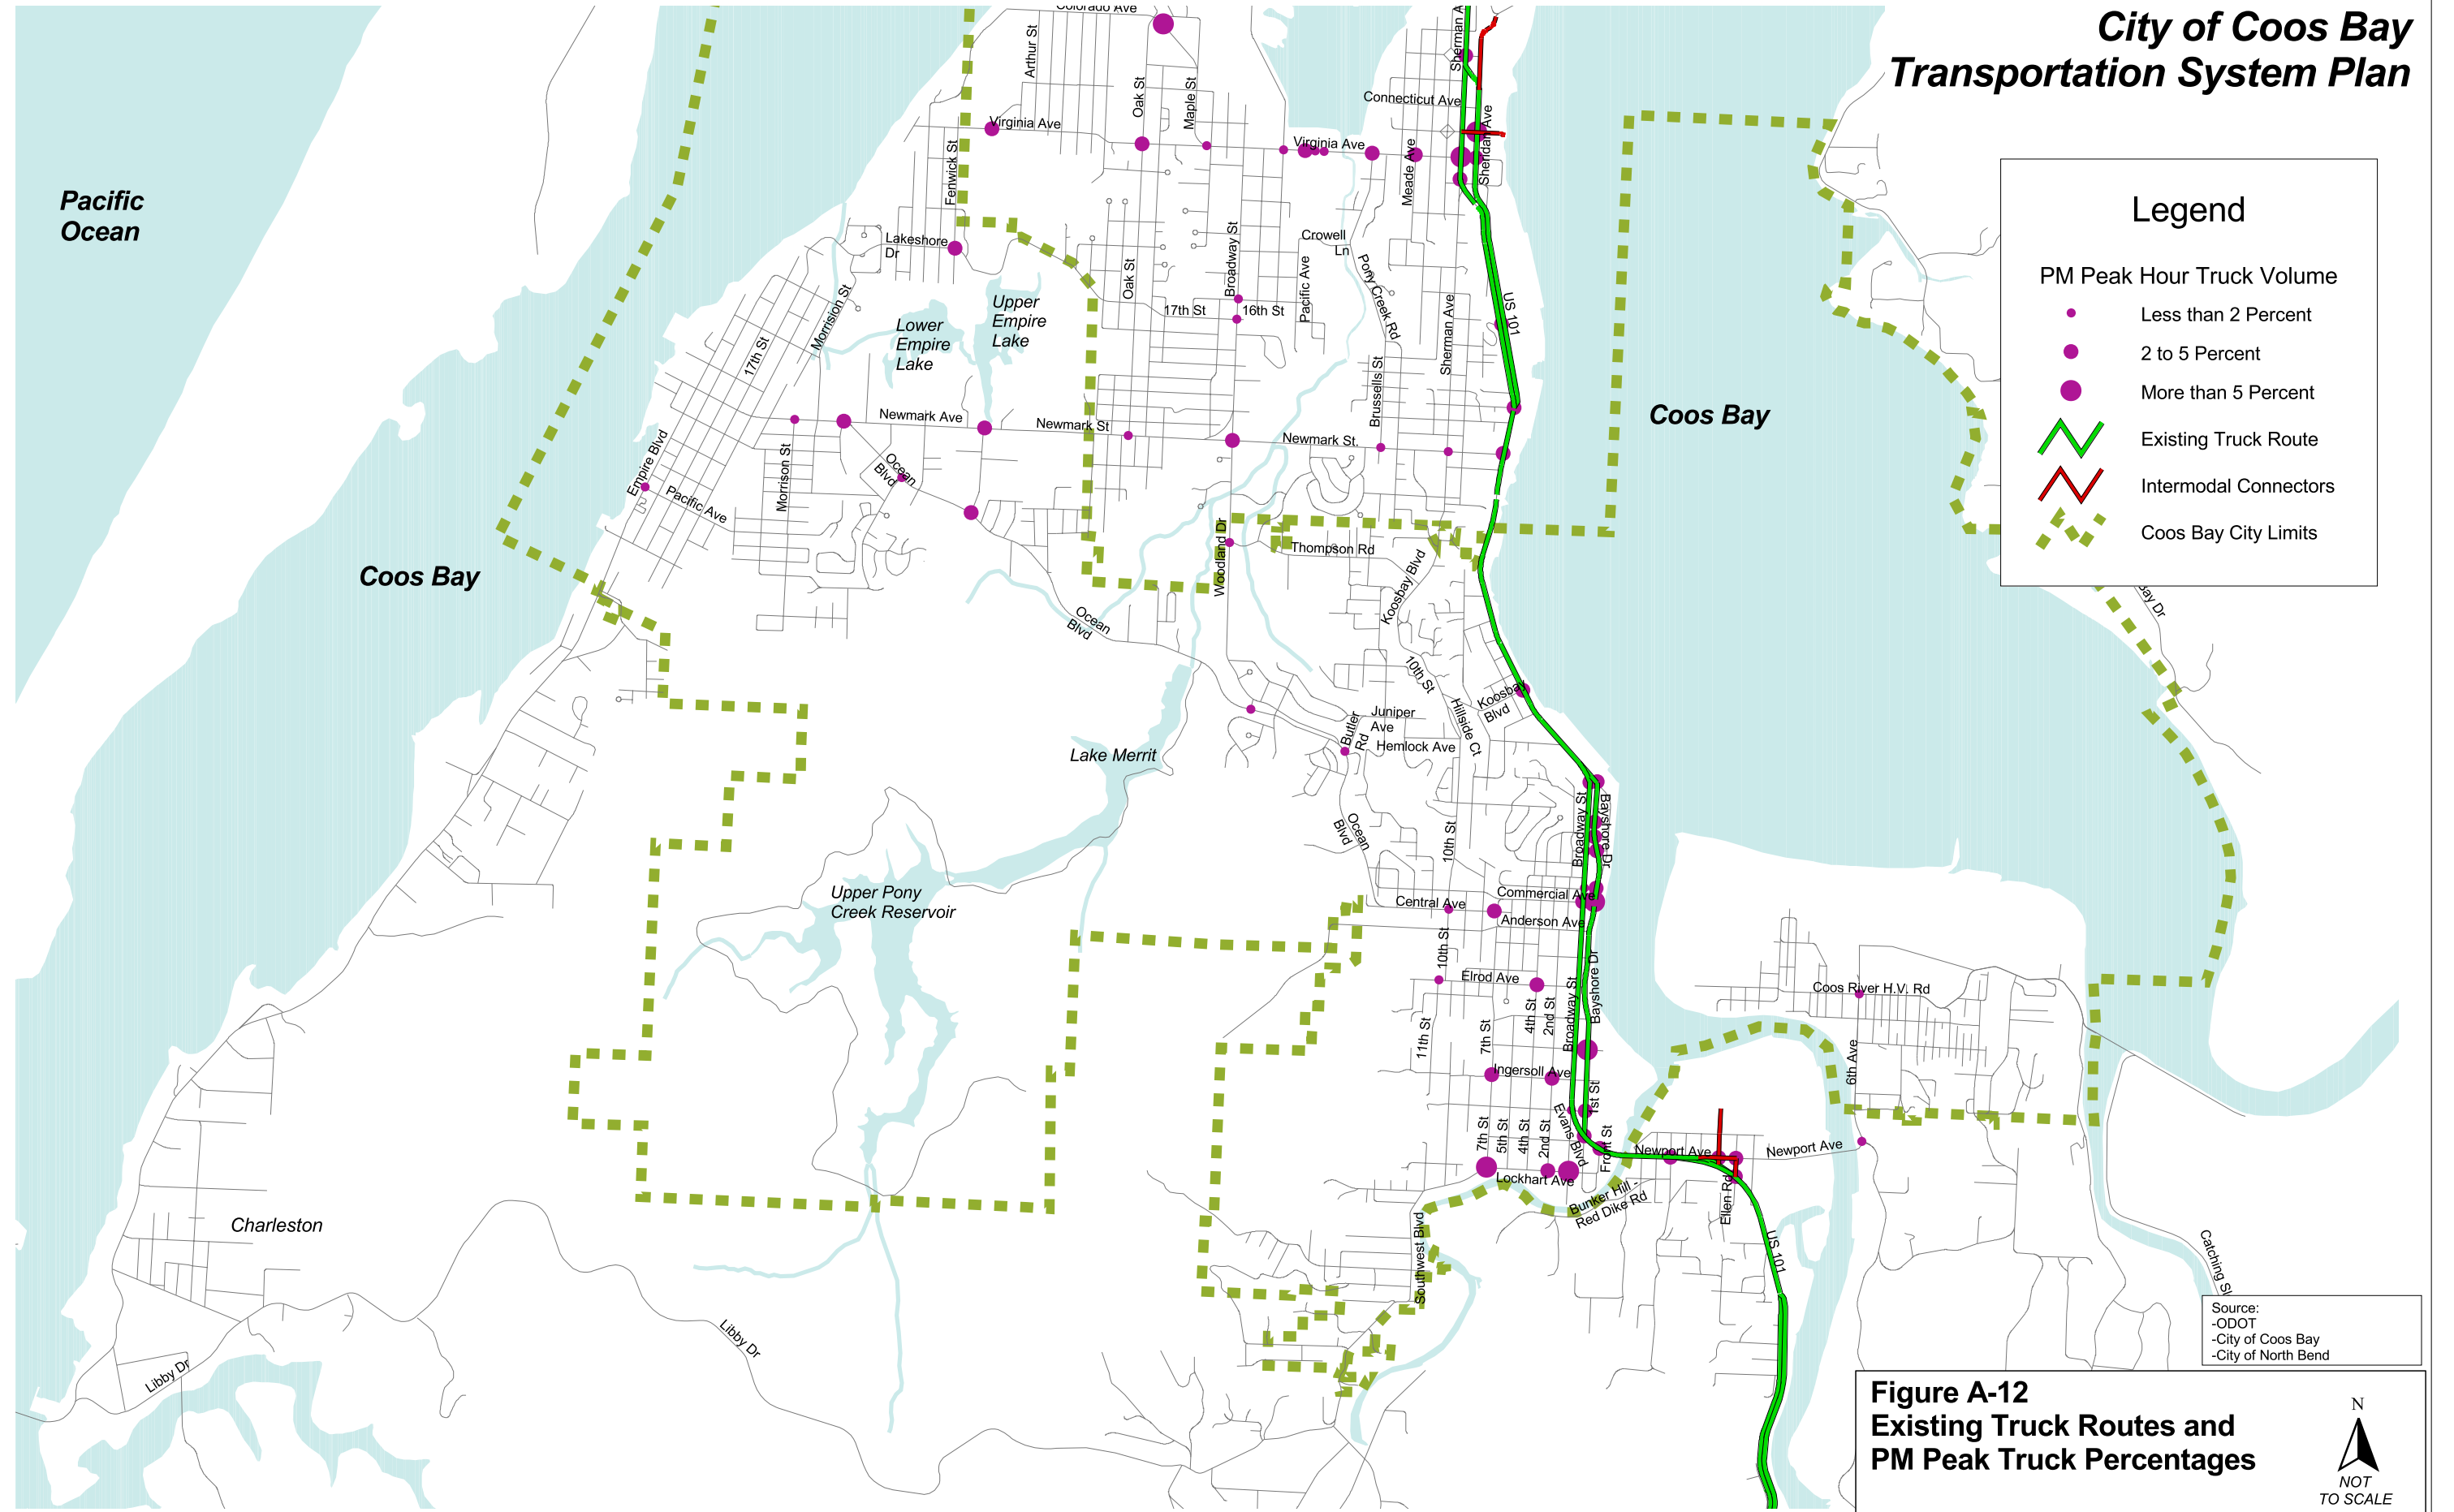 City of Coos Bay
Transportation System Plan
Colorado Ave
Arthur St
Oak St
Maple St
Connecticut Ave
Virginia Ave
Virginia Ave
Meade Ave
Sheridan Ave
Fenwick St
Pacific
Ocean
Legend
PM Peak Hour Truck Volume
Less than 2 Percent
2 to 5 Percent
More than 5 Percent
Existing Truck Route
Intermodal Connectors
Coos Bay City Limits
Lakeshore
Dr
Crowell
Ln
Broadway St
Oak St
Pacific Ave
Pony Creek Rd
US 101
Morrision St
Upper
Empire
Lake
Lower
Empire
Lake
17th St
16th St
17th St
Sherman Ave
Brussells St
Coos Bay
Newmark Ave
Newmark St
Newmark St.
Empire Blvd
Morrison St
Ocean
Blvd
Pacific Ave
Woodland Dr
Thompson Rd
Koosbay Blvd
Coos Bay
Ocean
Blvd
Bay Dr
10th St
Koosbay
Blvd
Hillside Ct
Juniper
Ave
Butler
Rd
Hemlock Ave
Lake Merrit
Broadway St
Bayshore Dr
Ocean
Blvd
10th St
Upper Pony
Creek Reservoir
Commercial Ave
Central Ave
Anderson Ave
10th St
Elrod Ave
Broadway St
Bayshore Dr
Coos River H.V. Rd
11th St
7th St
4th St
2nd St
6th Ave
Ingersoll Ave
1st St
Evans Blvd
7th St
5th St
4th St
2nd St
Front St
Newport Ave
Newport Ave
Lockhart Ave
Bunker Hill -
Red Dike Rd
Ellen Rd
Charleston
Southwest Blvd
US 101
Libby Dr
Libby Dr
Source:
-ODOT
-City of Coos Bay
-City of North Bend
Figure A-12
Existing Truck Routes and
PM Peak Truck Percentages
N
NOT
TO SCALE